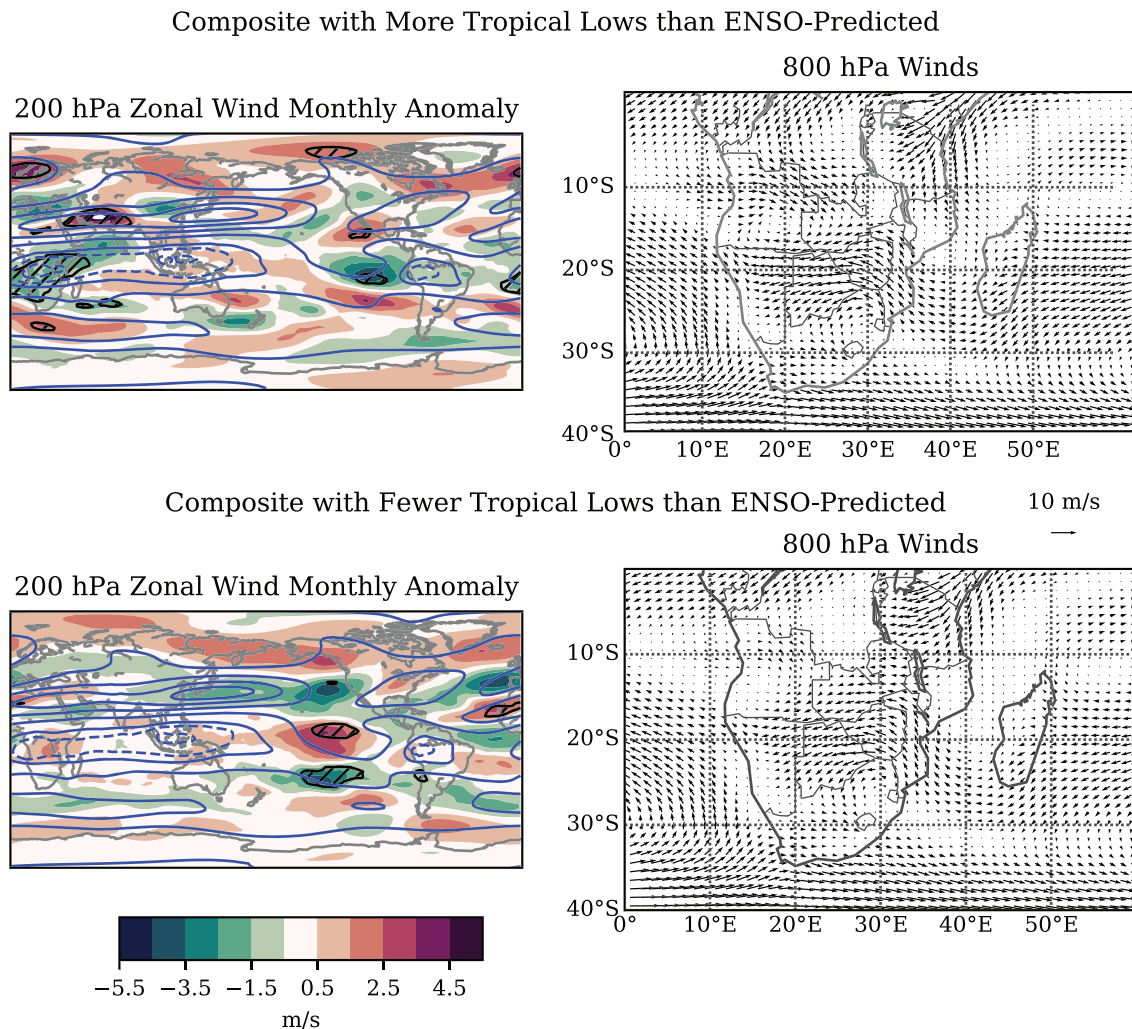 Composite with More Tropical Lows than ENSO-Predicted
200 hPa Zonal Wind Monthly Anomaly
800 hPa Winds
10°S
20°S
30°S
40°S
0°
10°E
20°E
30°E
40°E
50°E
Composite with Fewer Tropical Lows than ENSO-Predicted
10 m/s
200 hPa Zonal Wind Monthly Anomaly
800 hPa Winds
10°S
20°S
30°S
40°S
0°
10°E
20°E
30°E
40°E
50°E
−5.5 −3.5 −1.5 0.5 2.5 4.5
m/s